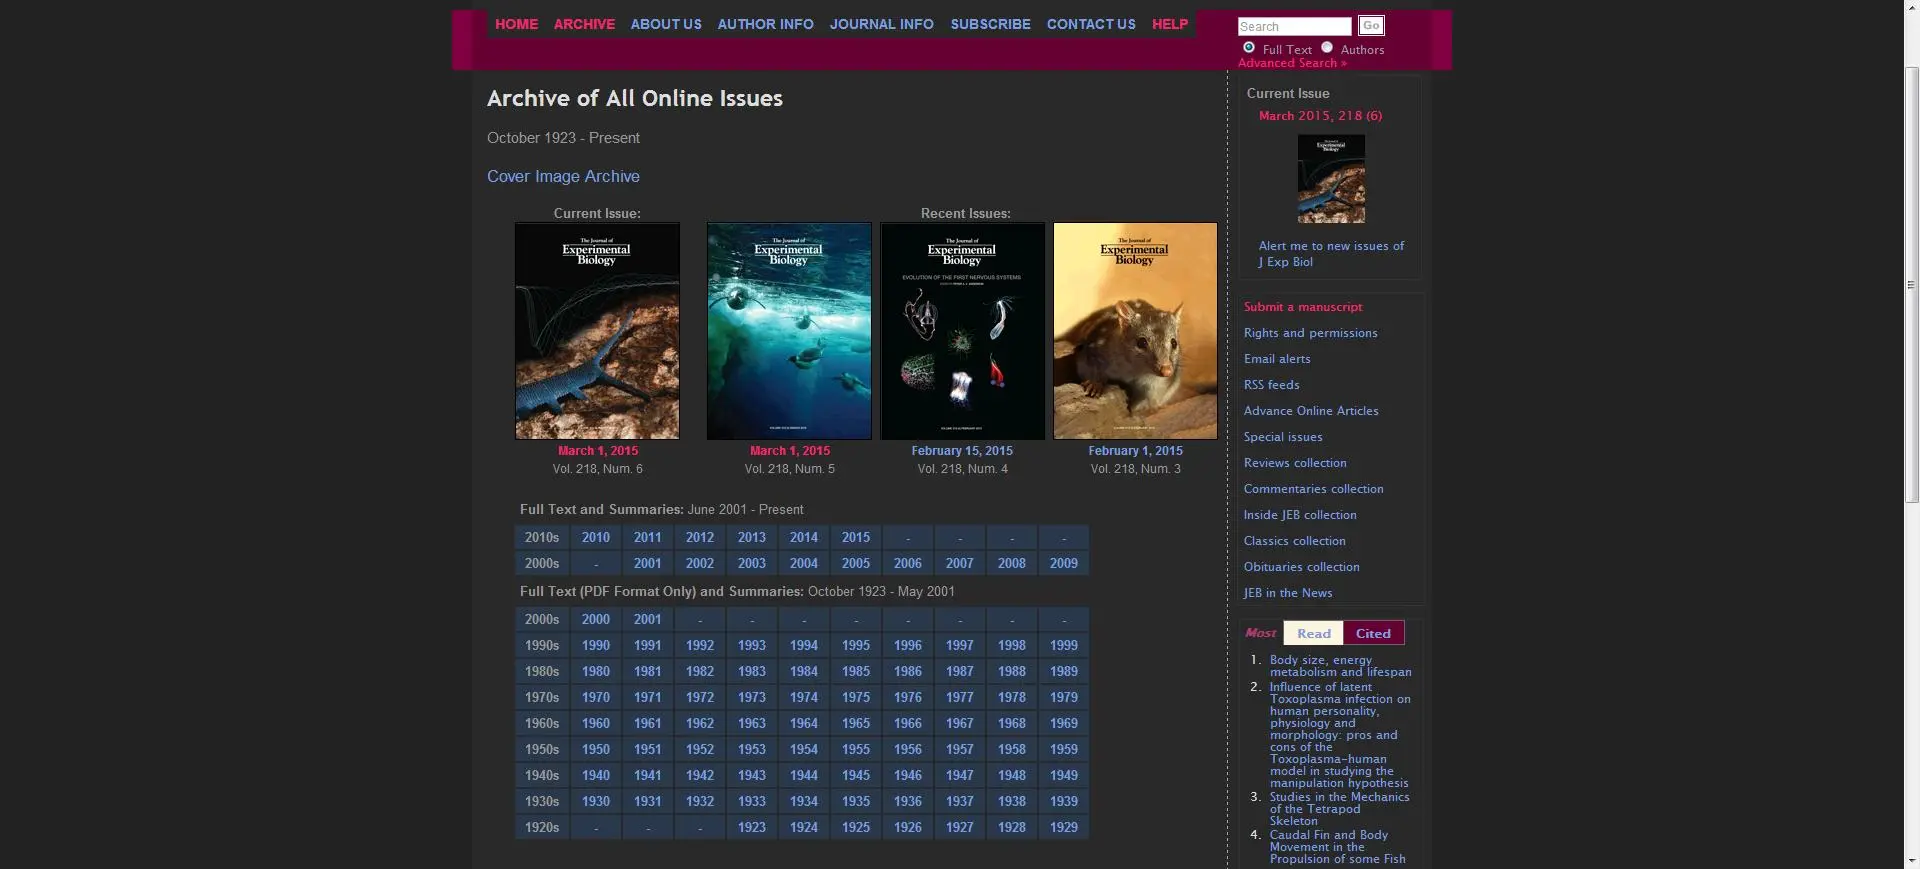 HOME ARCHIVE ABOUT US AUTHOR INFO JOURNAL INFO SUBSCRIBE CONTACT US HELP
Search Go
Full Text Authors
Advanced Search »
Archive of All Online Issues
October 1923 - Present
Cover Image Archive
Current Issue: Recent Issues:
The Journal of
Experimental
Biology
The Journal of
Experimental
Biology
The Journal of
Experimental
Biology
EVOLUTION OF THE FIRST NERVOUS SYSTEMS
The Journal of
Experimental
Biology
March 1, 2015 March 1, 2015 February 15, 2015 February 1, 2015
Vol. 218, Num. 6 Vol. 218, Num. 5 Vol. 218, Num. 4 Vol. 218, Num. 3
Full Text and Summaries: June 2001 - Present
2010s 2010 2011 2012 2013 2014 2015 - - - -
2000s - 2001 2002 2003 2004 2005 2006 2007 2008 2009
Full Text (PDF Format Only) and Summaries: October 1923 - May 2001
2000s 2000 2001 - - - - - - - -
1990s 1990 1991 1992 1993 1994 1995 1996 1997 1998 1999
1980s 1980 1981 1982 1983 1984 1985 1986 1987 1988 1989
1970s 1970 1971 1972 1973 1974 1975 1976 1977 1978 1979
1960s 1960 1961 1962 1963 1964 1965 1966 1967 1968 1969
1950s 1950 1951 1952 1953 1954 1955 1956 1957 1958 1959
1940s 1940 1941 1942 1943 1944 1945 1946 1947 1948 1949
1930s 1930 1931 1932 1933 1934 1935 1936 1937 1938 1939
1920s - - - 1923 1924 1925 1926 1927 1928 1929
Current Issue
March 2015, 218 (6)
The Journal of
Experimental
Biology
Alert me to new issues of
J Exp Biol
Submit a manuscript
Rights and permissions
Email alerts
RSS feeds
Advance Online Articles
Special issues
Reviews collection
Commentaries collection
Inside JEB collection
Classics collection
Obituaries collection
JEB in the News
Most Read Cited
1. Body size, energy
metabolism and lifespan
2. Influence of latent
Toxoplasma infection on
human personality,
physiology and
morphology: pros and
cons of the
Toxoplasma-human
model in studying the
manipulation hypothesis
3. Studies in the Mechanics
of the Tetrapod
Skeleton
4. Caudal Fin and Body
Movement in the
Propulsion of some Fish